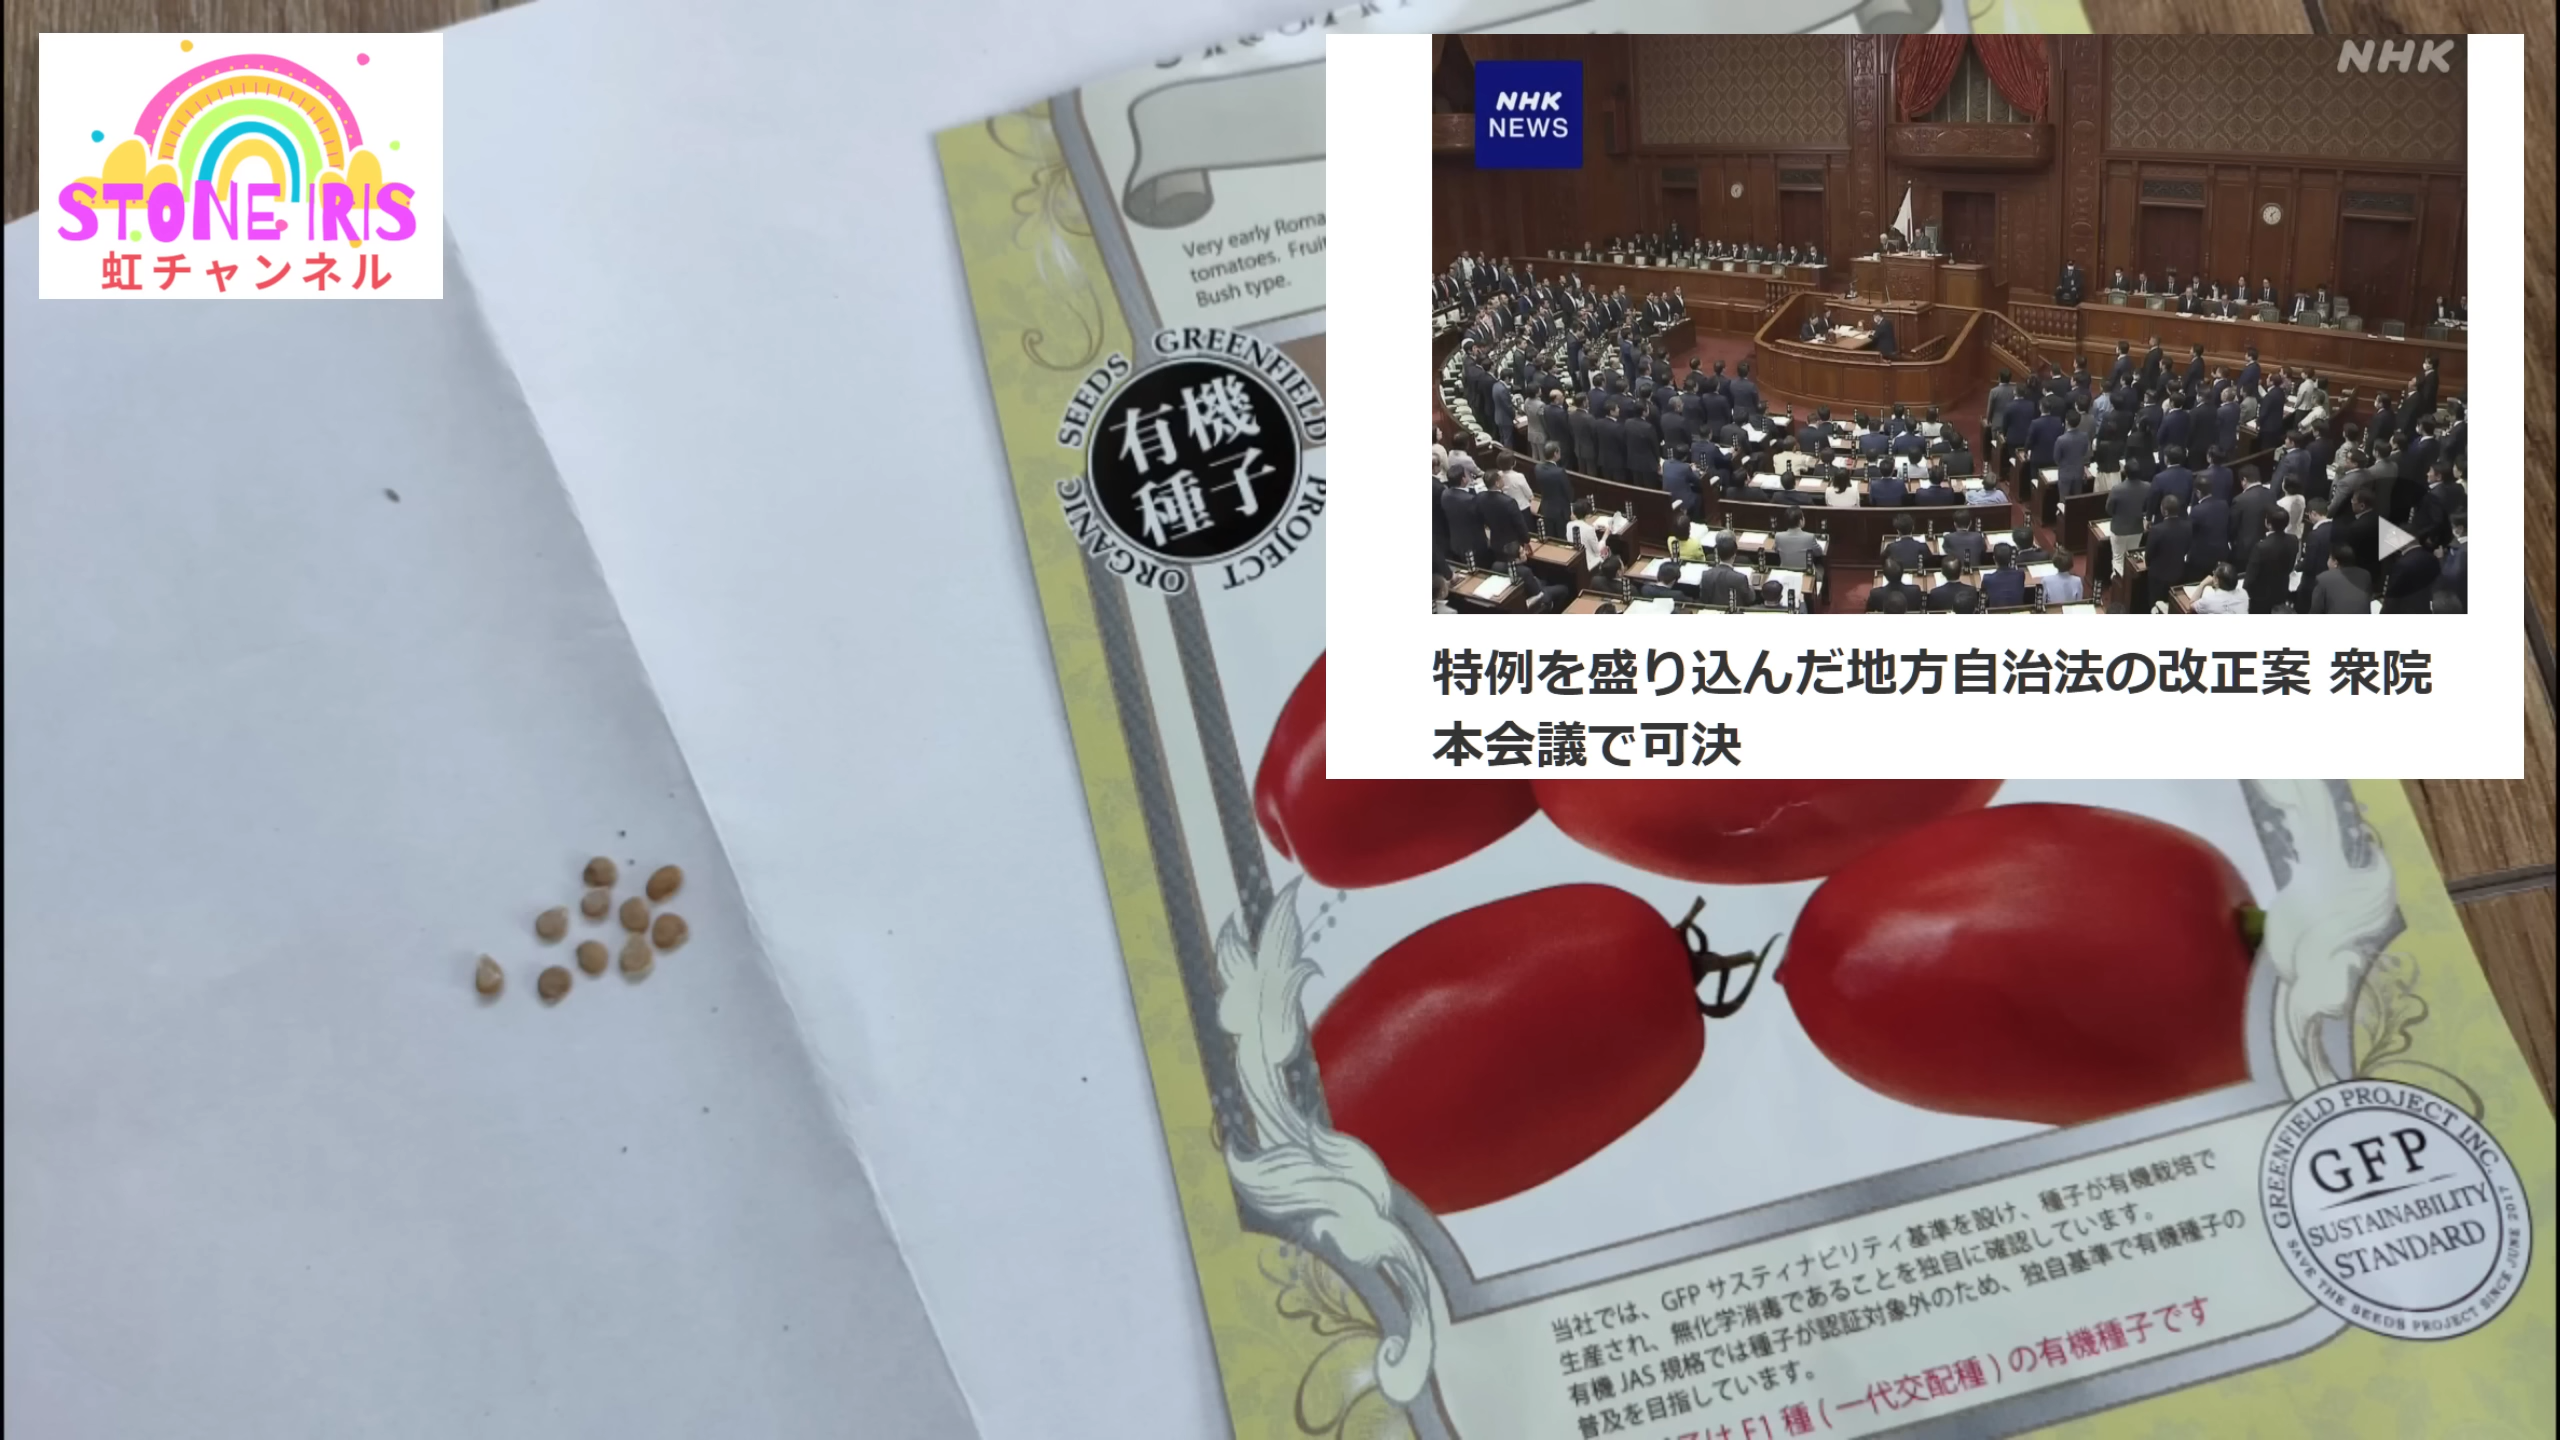 STONE IRIS
虹チャンネル
NHK
NHK
NEWS
特例を盛り込んだ地方自治法の改正案 衆院
本会議で可決
Very early Roma
tomatoes. Fruit
Bush type.
GREENFIELD PROJECT ORGANIC SEEDS
有機
種子
当社では、GFP サスティナビリティ基準を設け、種子が有機栽培で
生産され、無化学消毒であることを独自に確認しています。
有機 JAS 規格では種子が認証対象外のため、独自基準で有機種子の
普及を目指しています。
は F1 種 ( 一代交配種 ) の有機種子です
GREENFIELD PROJECT INC.
GFP
SUSTAINABILITY
STANDARD
SAVE THE SEEDS PROJECT SINCE JUNE 2017